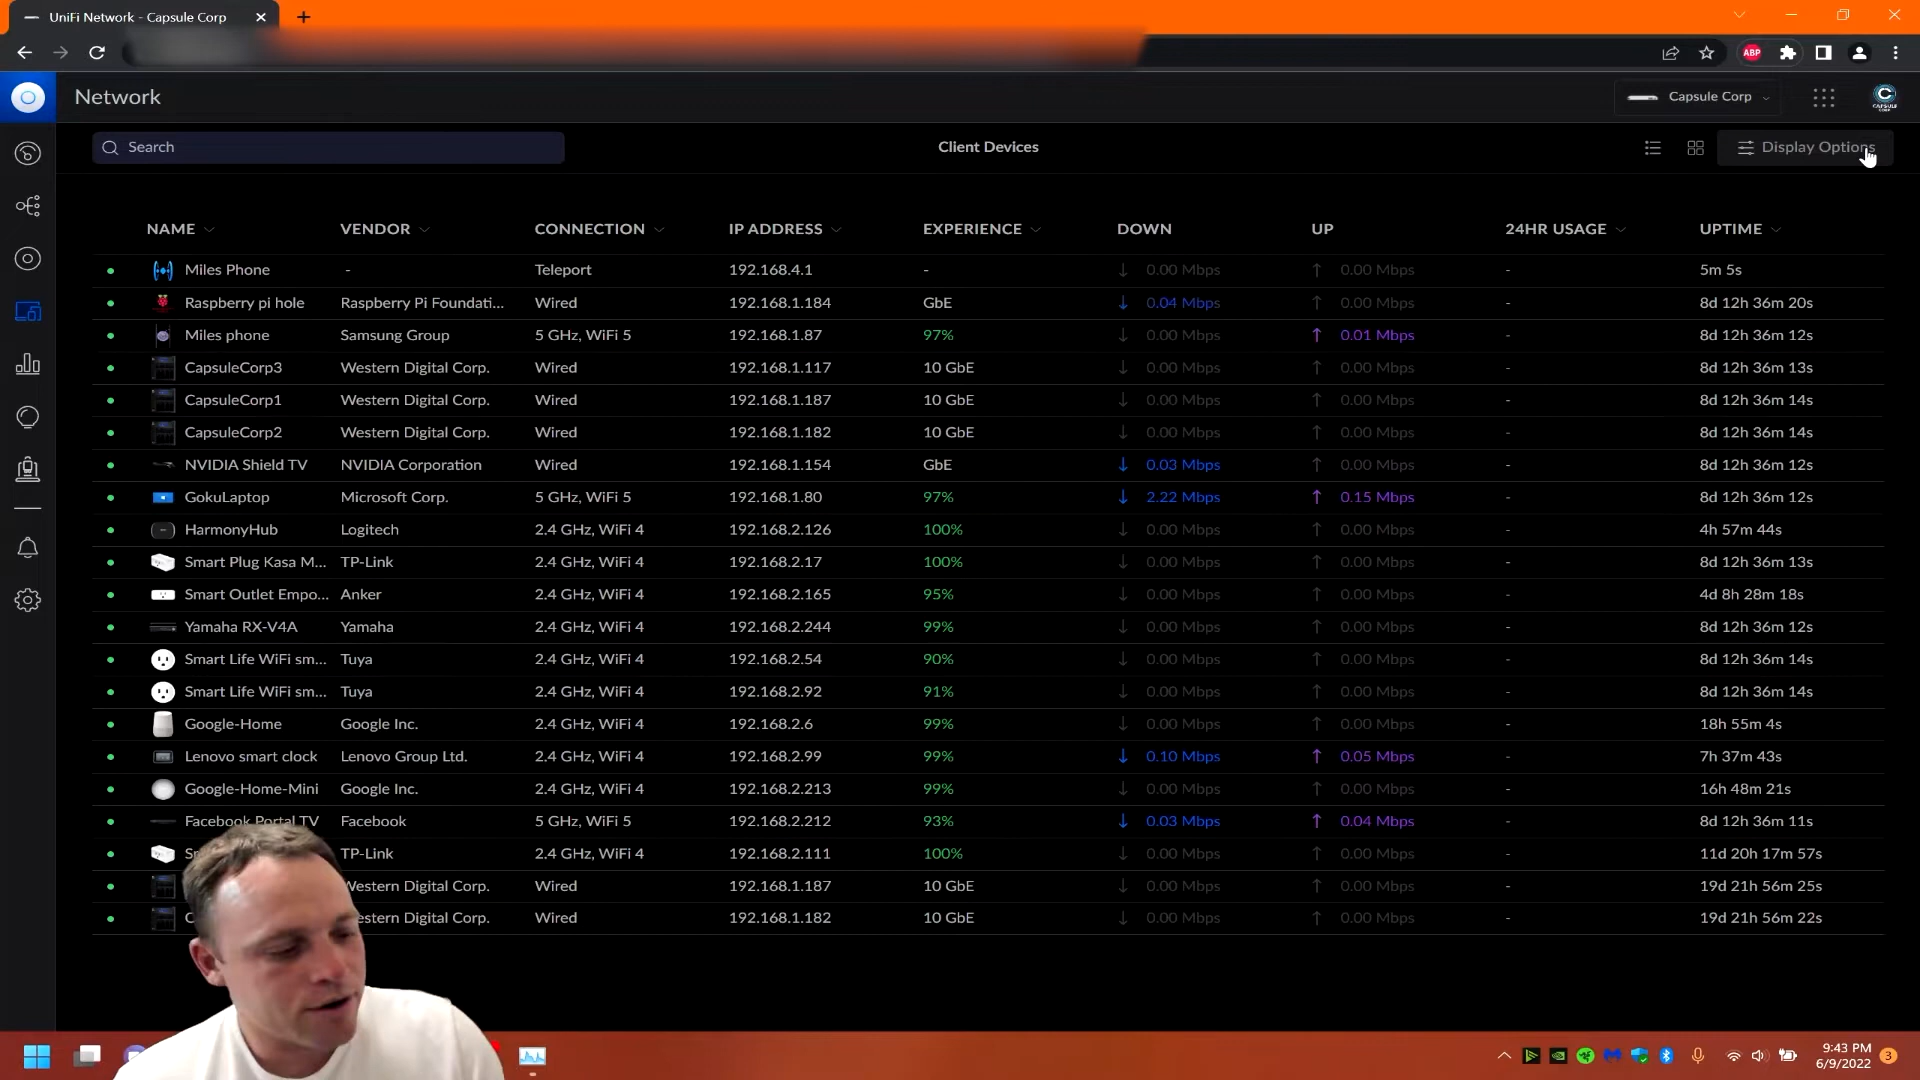 UniFi Network - Capsule Corp
ABP
Network
Capsule Corp
CAPSULE CORP
Search
Client Devices
Display Options
NAME VENDOR CONNECTION IP ADDRESS EXPERIENCE DOWN UP 24HR USAGE UPTIME
Miles Phone - Teleport 192.168.4.1 - ↓ 0.00 Mbps ↑ 0.00 Mbps - 5m 5s
Raspberry pi hole Raspberry Pi Foundati... Wired 192.168.1.184 GbE ↓ 0.04 Mbps ↑ 0.00 Mbps - 8d 12h 36m 20s
Miles phone Samsung Group 5 GHz, WiFi 5 192.168.1.87 97% ↓ 0.00 Mbps ↑ 0.01 Mbps - 8d 12h 36m 12s
CapsuleCorp3 Western Digital Corp. Wired 192.168.1.117 10 GbE ↓ 0.00 Mbps ↑ 0.00 Mbps - 8d 12h 36m 13s
CapsuleCorp1 Western Digital Corp. Wired 192.168.1.187 10 GbE ↓ 0.00 Mbps ↑ 0.00 Mbps - 8d 12h 36m 14s
CapsuleCorp2 Western Digital Corp. Wired 192.168.1.182 10 GbE ↓ 0.00 Mbps ↑ 0.00 Mbps - 8d 12h 36m 14s
NVIDIA Shield TV NVIDIA Corporation Wired 192.168.1.154 GbE ↓ 0.03 Mbps ↑ 0.00 Mbps - 8d 12h 36m 12s
GokuLaptop Microsoft Corp. 5 GHz, WiFi 5 192.168.1.80 97% ↓ 2.22 Mbps ↑ 0.15 Mbps - 8d 12h 36m 12s
HarmonyHub Logitech 2.4 GHz, WiFi 4 192.168.2.126 100% ↓ 0.00 Mbps ↑ 0.00 Mbps - 4h 57m 44s
Smart Plug Kasa M... TP-Link 2.4 GHz, WiFi 4 192.168.2.17 100% ↓ 0.00 Mbps ↑ 0.00 Mbps - 8d 12h 36m 13s
Smart Outlet Empo... Anker 2.4 GHz, WiFi 4 192.168.2.165 95% ↓ 0.00 Mbps ↑ 0.00 Mbps - 4d 8h 28m 18s
Yamaha RX-V4A Yamaha 2.4 GHz, WiFi 4 192.168.2.244 99% ↓ 0.00 Mbps ↑ 0.00 Mbps - 8d 12h 36m 12s
Smart Life WiFi sm... Tuya 2.4 GHz, WiFi 4 192.168.2.54 90% ↓ 0.00 Mbps ↑ 0.00 Mbps - 8d 12h 36m 14s
Smart Life WiFi sm... Tuya 2.4 GHz, WiFi 4 192.168.2.92 91% ↓ 0.00 Mbps ↑ 0.00 Mbps - 8d 12h 36m 14s
Google-Home Google Inc. 2.4 GHz, WiFi 4 192.168.2.6 99% ↓ 0.00 Mbps ↑ 0.00 Mbps - 18h 55m 4s
Lenovo smart clock Lenovo Group Ltd. 2.4 GHz, WiFi 4 192.168.2.99 99% ↓ 0.10 Mbps ↑ 0.05 Mbps - 7h 37m 43s
Google-Home-Mini Google Inc. 2.4 GHz, WiFi 4 192.168.2.213 99% ↓ 0.00 Mbps ↑ 0.00 Mbps - 16h 48m 21s
Facebook Portal TV Facebook 5 GHz, WiFi 5 192.168.2.212 93% ↓ 0.03 Mbps ↑ 0.04 Mbps - 8d 12h 36m 11s
TP-Link 2.4 GHz, WiFi 4 192.168.2.111 100% ↓ 0.00 Mbps ↑ 0.00 Mbps - 11d 20h 17m 57s
Western Digital Corp. Wired 192.168.1.187 10 GbE ↓ 0.00 Mbps ↑ 0.00 Mbps - 19d 21h 56m 25s
estern Digital Corp. Wired 192.168.1.182 10 GbE ↓ 0.00 Mbps ↑ 0.00 Mbps - 19d 21h 56m 22s
9:43 PM
6/9/2022
3